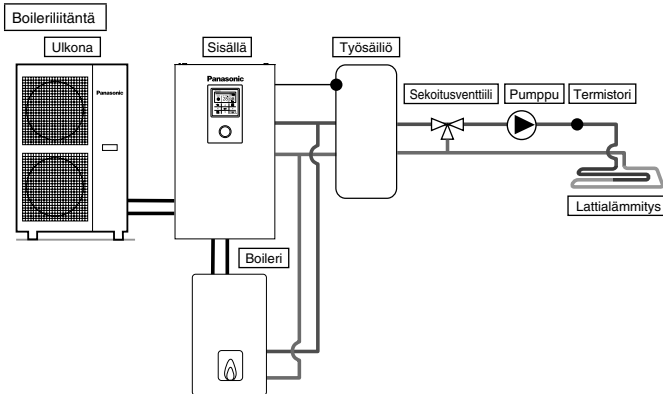 Boileriliitäntä
Ulkona
Sisällä
Työsäiliö
Panasonic
Panasonic
Sekoitusventtiili
Pumppu
Termistori
Lattialämmitys
Boileri